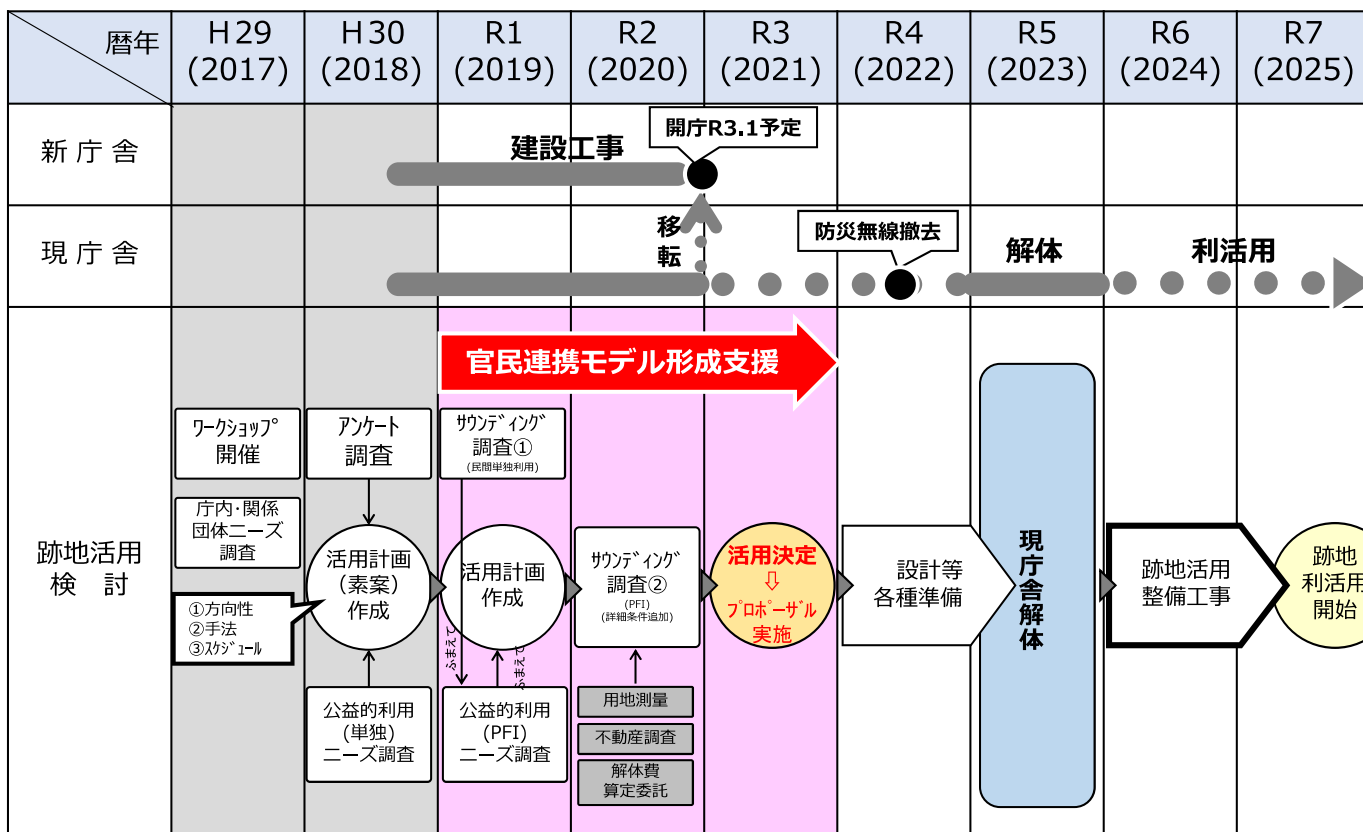 暦年
H29
(2017)
H30
(2018)
R1
(2019)
R2
(2020)
R3
(2021)
R4
(2022)
R5
(2023)
R6
(2024)
R7
(2025)
新庁舎
建設工事
開庁R3.1予定
現庁舎
移転
防災無線撤去
解体
利活用
跡地活用
検 討
官民連携モデル形成支援
ワークショップ
開催
庁内・関係
団体ニーズ
調査
①方向性
②手法
③スケジュール
アンケート
調査
活用計画
(素案)
作成
公益的利用
(単独)
ニーズ調査
サウンディング
調査①
(民間単独利用)
活用計画
作成
ふまえて
ふまえて
公益的利用
(PFI)
ニーズ調査
サウンディング
調査②
(PFI)
(詳細条件追加)
用地測量
不動産調査
解体費
算定委託
活用決定
⇩
プロポーザル
実施
設計等
各種準備
現庁舎解体
跡地活用
整備工事
跡地
利活用
開始